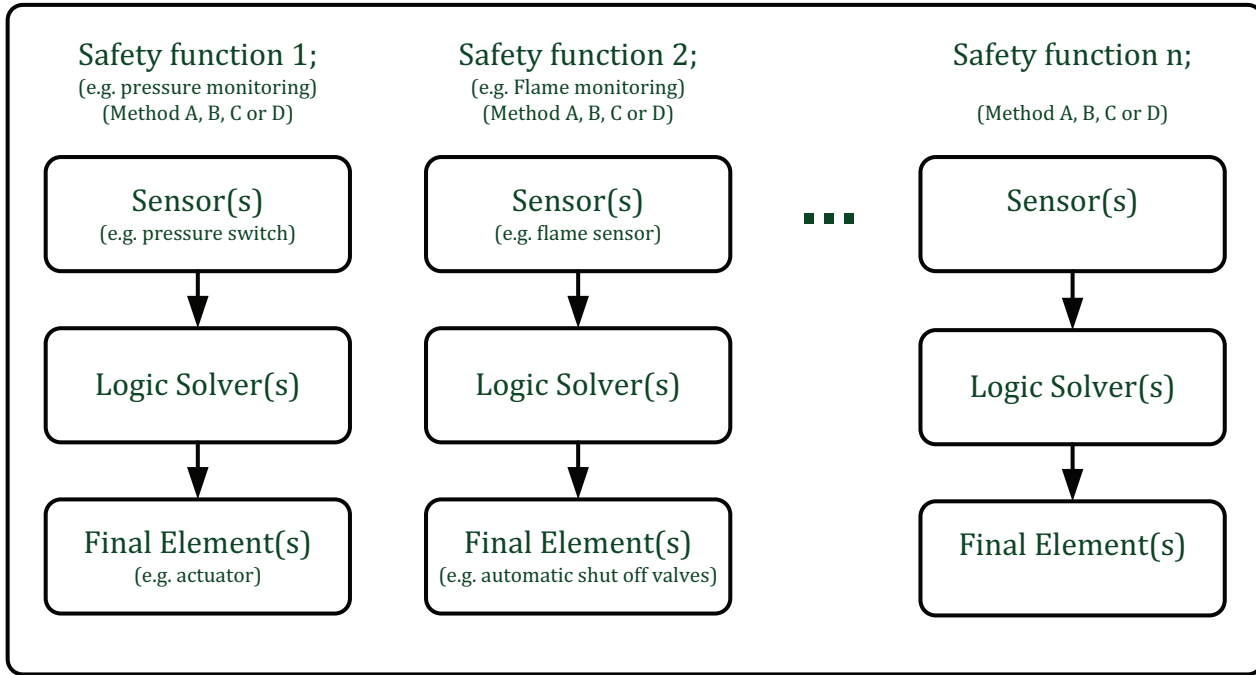 Safety function 1;
(e.g. pressure monitoring)
(Method A, B, C or D)
Sensor(s)
(e.g. pressure switch)
Logic Solver(s)
Final Element(s)
(e.g. actuator)
Safety function 2;
(e.g. Flame monitoring)
(Method A, B, C or D)
Sensor(s)
(e.g. flame sensor)
Logic Solver(s)
Final Element(s)
(e.g. automatic shut off valves)
...
Safety function n;
(Method A, B, C or D)
Sensor(s)
Logic Solver(s)
Final Element(s)